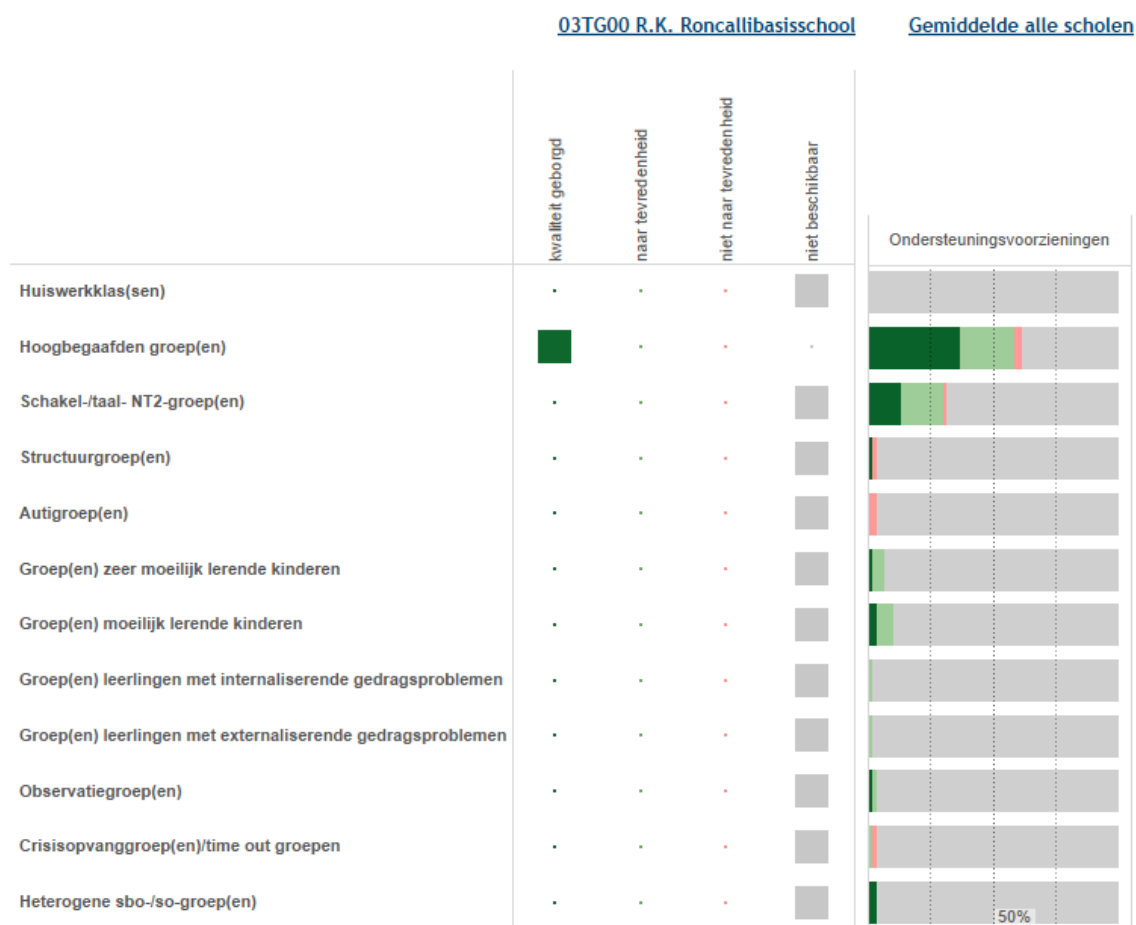 03TG00 R.K. Roncallibasisschool
Gemiddelde alle scholen
kwaliteit geborgd
naar tevredenheid
niet naar tevredenheid
niet beschikbaar
Ondersteuningsvoorzieningen
Huiswerkklas(sen)
Hoogbegaafden groep(en)
Schakel-/taal- NT2-groep(en)
Structuurgroep(en)
Autigroep(en)
Groep(en) zeer moeilijk lerende kinderen
Groep(en) moeilijk lerende kinderen
Groep(en) leerlingen met internaliserende gedragsproblemen
Groep(en) leerlingen met externaliserende gedragsproblemen
Observatiegroep(en)
Crisisopvanggroep(en)/time out groepen
Heterogene sbo-/so-groep(en)
50%